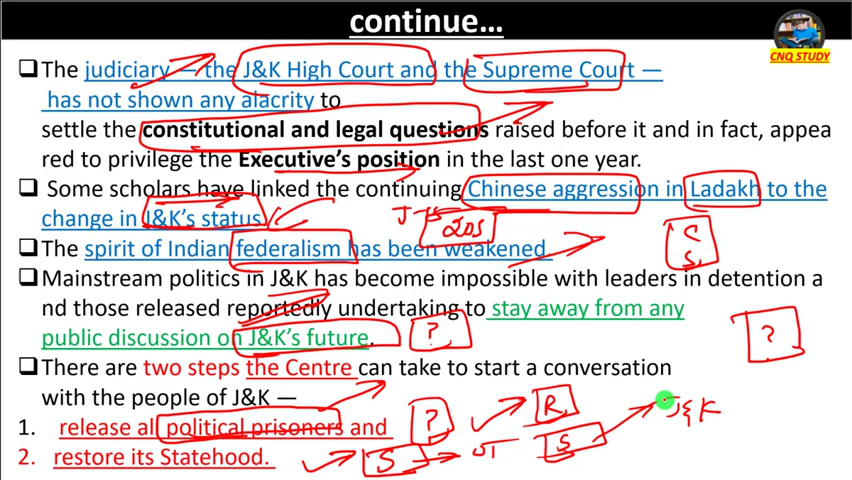 continue…
CNQ STUDY
❑The judiciary — the J&K High Court and the Supreme Court —
has not shown any alacrity to
settle the constitutional and legal questions raised before it and in fact, appea
red to privilege the Executive's position in the last one year.
❑ Some scholars have linked the continuing Chinese aggression in Ladakh to the
change in J&K's status.
❑The spirit of Indian federalism has been weakened.
❑Mainstream politics in J&K has become impossible with leaders in detention a
nd those released reportedly undertaking to stay away from any
public discussion on J&K's future. ?
?
❑There are two steps the Centre can take to start a conversation
with the people of J&K — R J&K
1. release all political prisoners and ?
2. restore its Statehood. S UT S